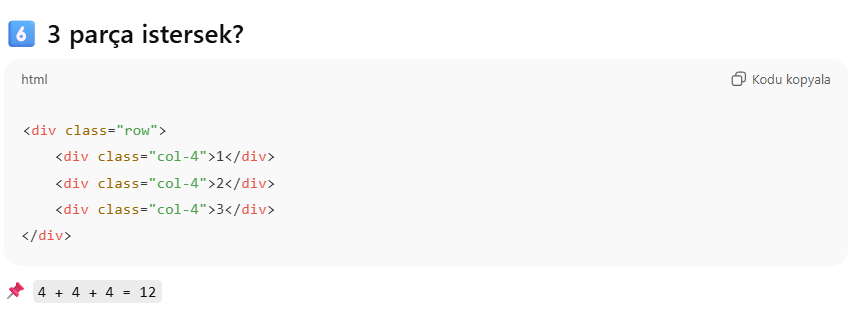 6 3 parça istersek?
html
Kodu kopyala
<div class="row">
    <div class="col-4">1</div>
    <div class="col-4">2</div>
    <div class="col-4">3</div>
</div>
4 + 4 + 4 = 12